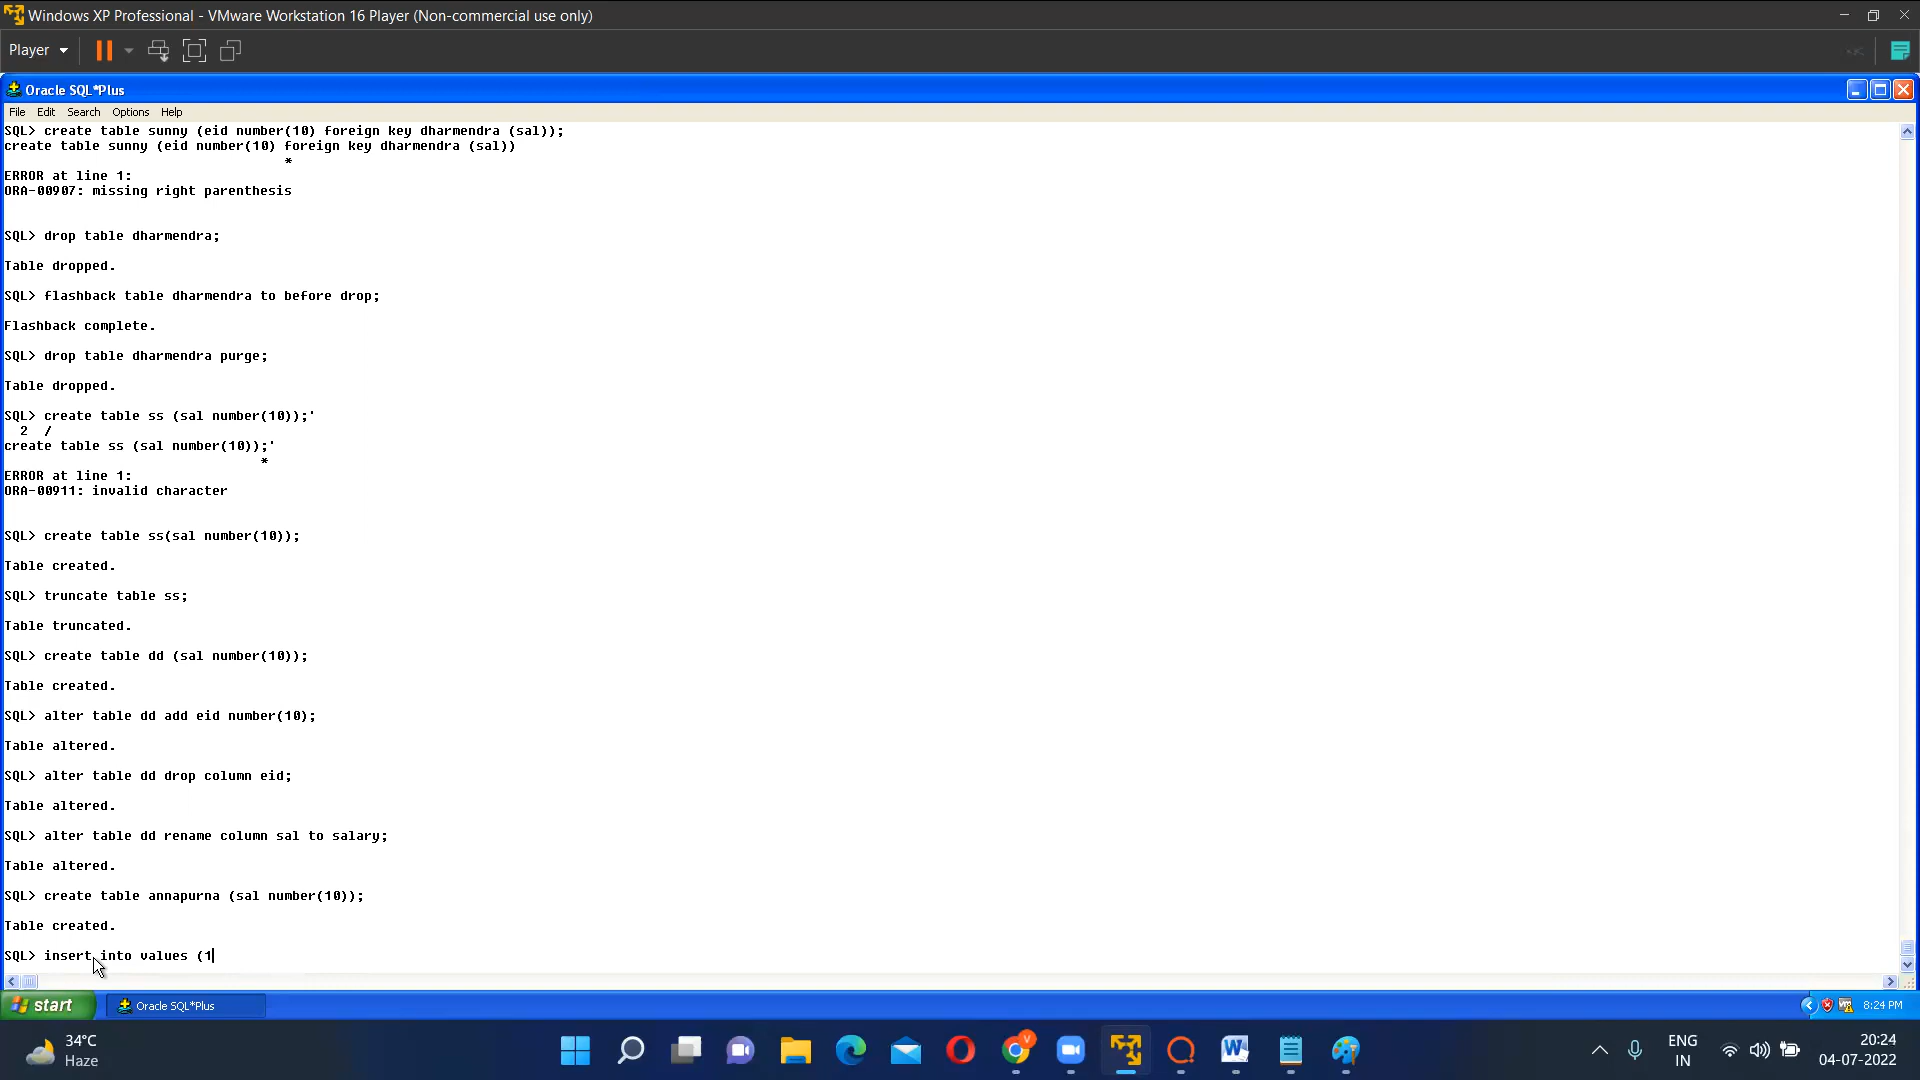 Windows XP Professional - VMware Workstation 16 Player (Non-commercial use only)
Player
Oracle SQL*Plus
File Edit Search Options Help
SQL> create table sunny (eid number(10) foreign key dharmendra (sal));
create table sunny (eid number(10) foreign key dharmendra (sal))
*
ERROR at line 1:
ORA-00907: missing right parenthesis
SQL> drop table dharmendra;
Table dropped.
SQL> flashback table dharmendra to before drop;
Flashback complete.
SQL> drop table dharmendra purge;
Table dropped.
SQL> create table ss (sal number(10));'
2 /
create table ss (sal number(10));'
*
ERROR at line 1:
ORA-00911: invalid character
SQL> create table ss(sal number(10));
Table created.
SQL> truncate table ss;
Table truncated.
SQL> create table dd (sal number(10));
Table created.
SQL> alter table dd add eid number(10);
Table altered.
SQL> alter table dd drop column eid;
Table altered.
SQL> alter table dd rename column sal to salary;
Table altered.
SQL> create table annapurna (sal number(10));
Table created.
SQL> insert into values (1
start Oracle SQL*Plus 8:24 PM
34°C
Haze
ENG
IN
20:24
04-07-2022